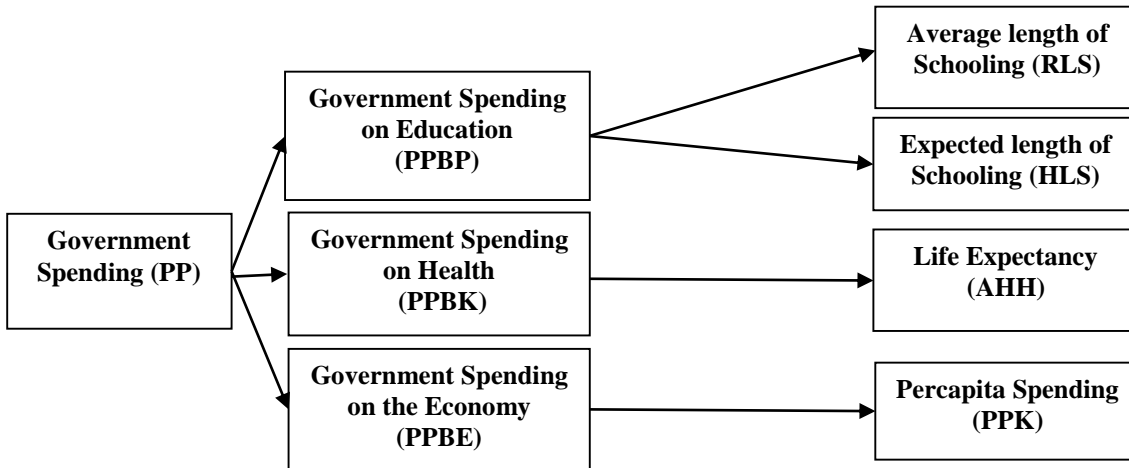 Government
Spending (PP)
Government Spending
on Education
(PPBP)
Government Spending
on Health
(PPBK)
Government Spending
on the Economy
(PPBE)
Average length of
Schooling (RLS)
Expected length of
Schooling (HLS)
Life Expectancy
(AHH)
Percapita Spending
(PPK)